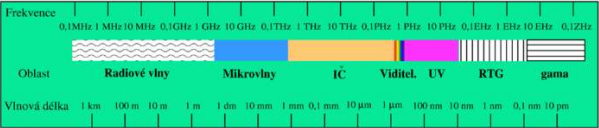 Frekvence
0,1MHz 1 MHz 10 MHz 0,1GHz 1 GHz 10 GHz 0,1THz 1 THz 10 THz 0,1PHz 1 PHz 10 PHz 0,1EHz 1 EHz 10 EHz 0,1ZHz
Oblast Radiové vlny Mikrovlny IČ Viditel. UV RTG gama
Vlnová délka 1 km 100 m 10 m 1 m 1 dm 10 mm 1 mm 0,1 mm 10 µm 1 µm 100 nm 10 nm 1 nm 0,1 nm 10 pm